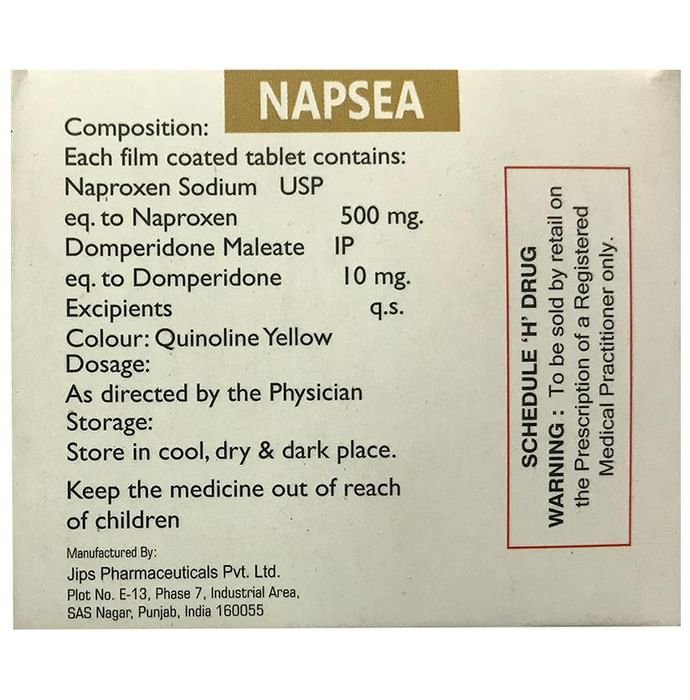 NAPSEA
Composition:
Each film coated tablet contains:
Naproxen Sodium USP
eq. to Naproxen 500 mg.
Domperidone Maleate IP
eq. to Domperidone 10 mg.
Excipients q.s.
Colour: Quinoline Yellow
Dosage:
As directed by the Physician
Storage:
Store in cool, dry & dark place.
Keep the medicine out of reach
of children
Manufactured By:
Jips Pharmaceuticals Pvt. Ltd.
Plot No. E-13, Phase 7, Industrial Area,
SAS Nagar, Punjab, India 160055
SCHEDULE 'H' DRUG
WARNING : To be sold by retail on
the Prescription of a Registered
Medical Practitioner only.